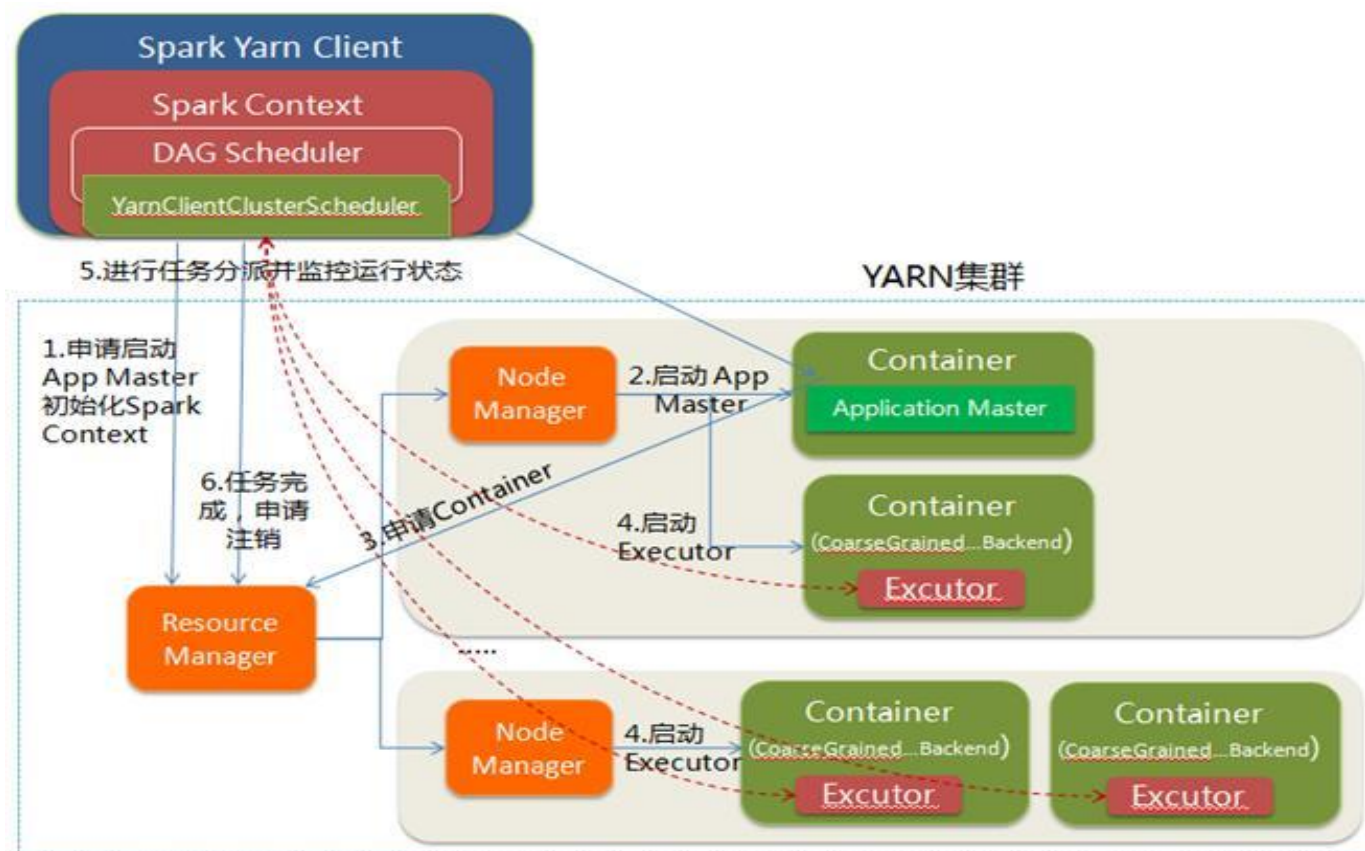 Spark Yarn Client
Spark Context
DAG Scheduler
YarnClientClusterScheduler
5.进行任务分派并监控运行状态
YARN集群
1.申请启动
App Master
初始化Spark
Context
6.任务完
成，申请
注销
3.申请Container
Resource
Manager
Node
Manager
2.启动 App
Master
Container
Application Master
4.启动
Executor
Container
(CoarseGrained...Backend)
Excutor
.....
Node
Manager
4.启动
Executor
Container
(CoarseGrained...Backend)
Excutor
Container
(CoarseGrained...Backend)
Excutor